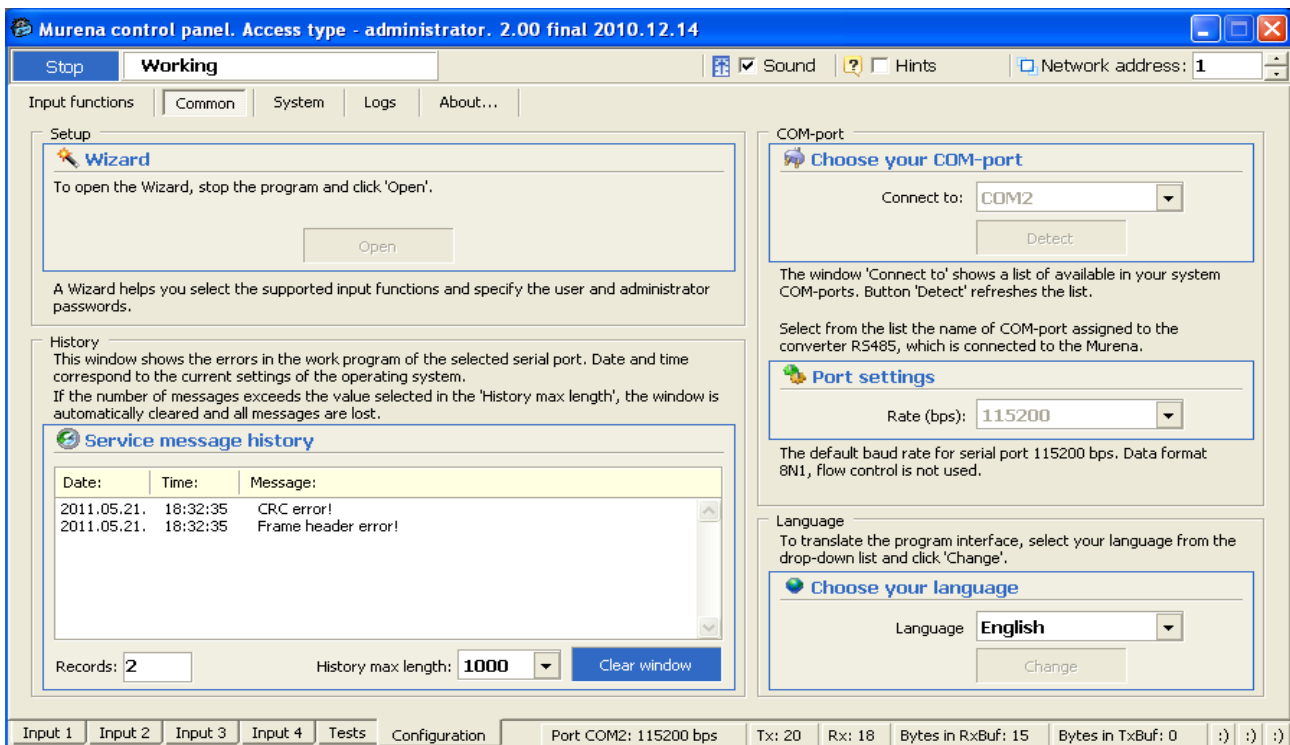 Murena control panel. Access type - administrator. 2.00 final 2010.12.14
Stop Working Sound Hints Network address: 1
Input functions Common System Logs About...
Setup
Wizard
To open the Wizard, stop the program and click 'Open'.
Open
A Wizard helps you select the supported input functions and specify the user and administrator
passwords.
History
This window shows the errors in the work program of the selected serial port. Date and time
correspond to the current settings of the operating system.
If the number of messages exceeds the value selected in the 'History max length', the window is
automatically cleared and all messages are lost.
Service message history
Date: Time: Message:
2011.05.21. 18:32:35 CRC error!
2011.05.21. 18:32:35 Frame header error!
Records: 2 History max length: 1000 Clear window
COM-port
Choose your COM-port
Connect to: COM2
Detect
The window 'Connect to' shows a list of available in your system
COM-ports. Button 'Detect' refreshes the list.
Select from the list the name of COM-port assigned to the
converter RS485, which is connected to the Murena.
Port settings
Rate (bps): 115200
The default baud rate for serial port 115200 bps. Data format
8N1, flow control is not used.
Language
To translate the program interface, select your language from the
drop-down list and click 'Change'.
Choose your language
Language English
Change
Input 1 Input 2 Input 3 Input 4 Tests Configuration Port COM2: 115200 bps Tx: 20 Rx: 18 Bytes in RxBuf: 15 Bytes in TxBuf: 0 :) :) :)